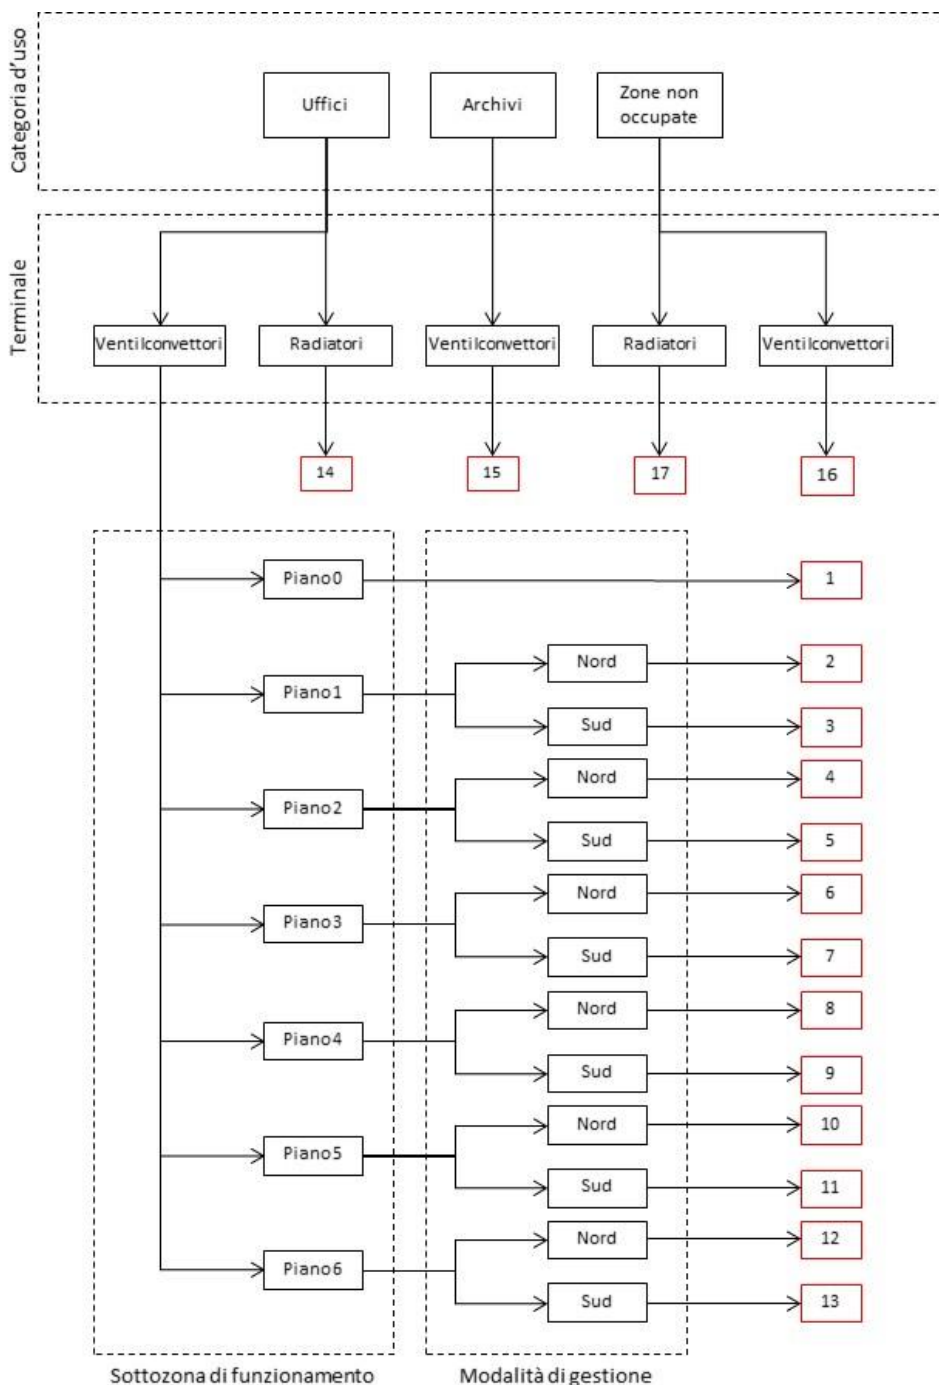 Categoria d'uso
Uffici
Archivi
Zone non
occupate
Terminale
Ventilconvettori
Radiatori
Ventilconvettori
Radiatori
Ventilconvettori
14
15
17
16
Piano0
1
Nord
2
Piano1
Sud
3
Nord
4
Piano2
Sud
5
Nord
6
Piano3
Sud
7
Nord
8
Piano4
Sud
9
Nord
10
Piano5
Sud
11
Nord
12
Piano6
Sud
13
Sottozona di funzionamento
Modalità di gestione